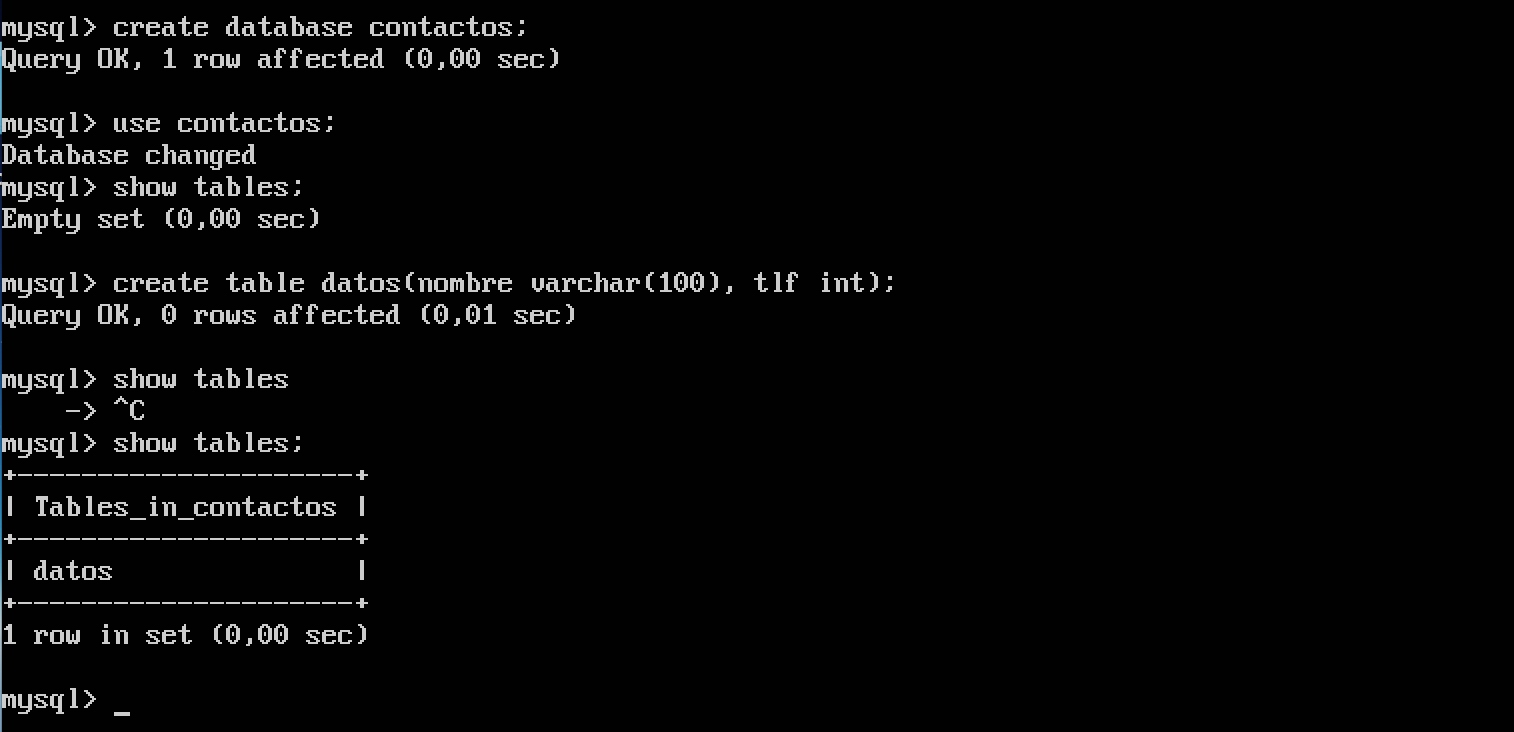 mysql> create database contactos;
Query OK, 1 row affected (0,00 sec)
mysql> use contactos;
Database changed
mysql> show tables;
Empty set (0,00 sec)
mysql> create table datos(nombre varchar(100), tlf int);
Query OK, 0 rows affected (0,01 sec)
mysql> show tables
    -> ^C
mysql> show tables;
+---------------------+
| Tables_in_contactos |
+---------------------+
| datos               |
+---------------------+
1 row in set (0,00 sec)
mysql> _